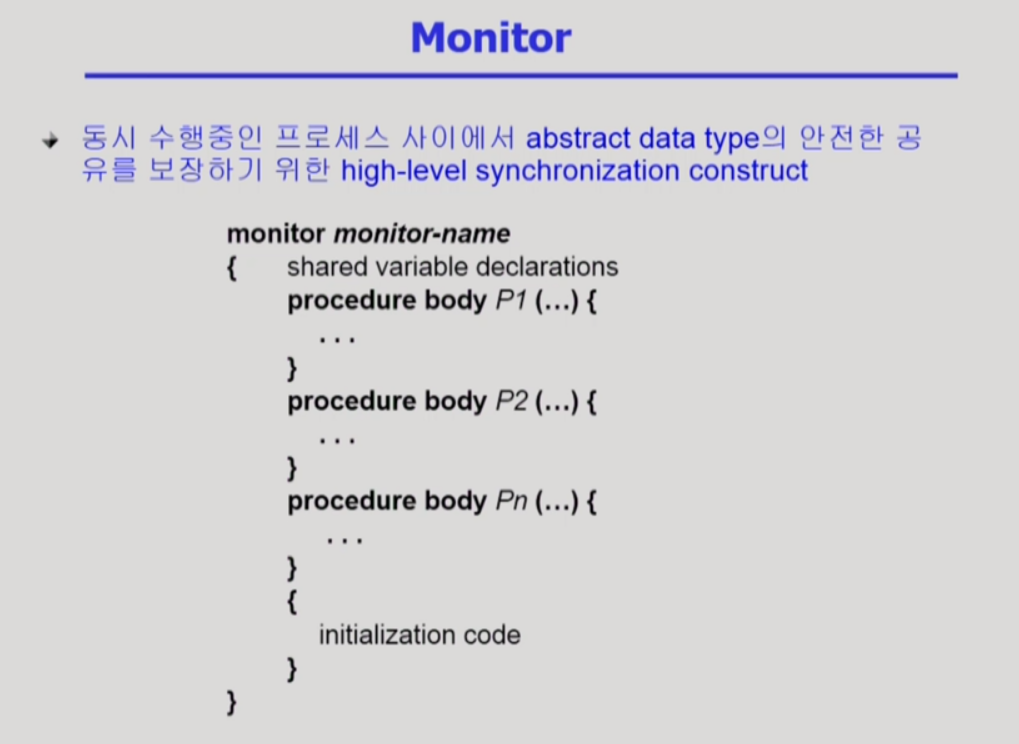 Monitor
동시 수행중인 프로세스 사이에서 abstract data type의 안전한 공
유를 보장하기 위한 high-level synchronization construct
monitor monitor-name
{ shared variable declarations
procedure body P1 (...) {
...
}
procedure body P2 (...) {
...
}
procedure body Pn (...) {
...
}
{
initialization code
}
}